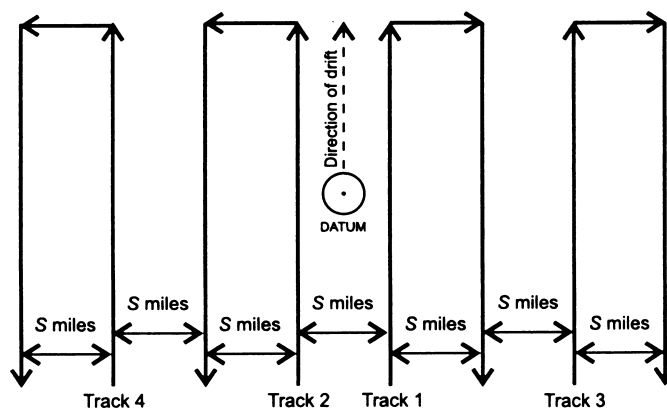 Direction of drift
DATUM
S miles
S miles
S miles
S miles
S miles
S miles
S miles
Track 4
Track 2
Track 1
Track 3